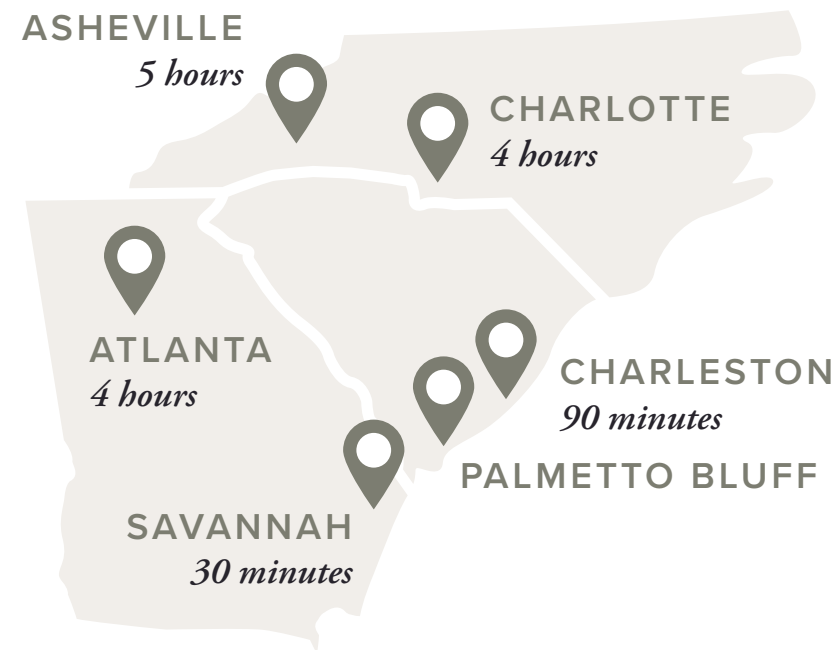 ASHEVILLE
5 hours
CHARLOTTE
4 hours
ATLANTA
4 hours
CHARLESTON
90 minutes
PALMETTO BLUFF
SAVANNAH
30 minutes